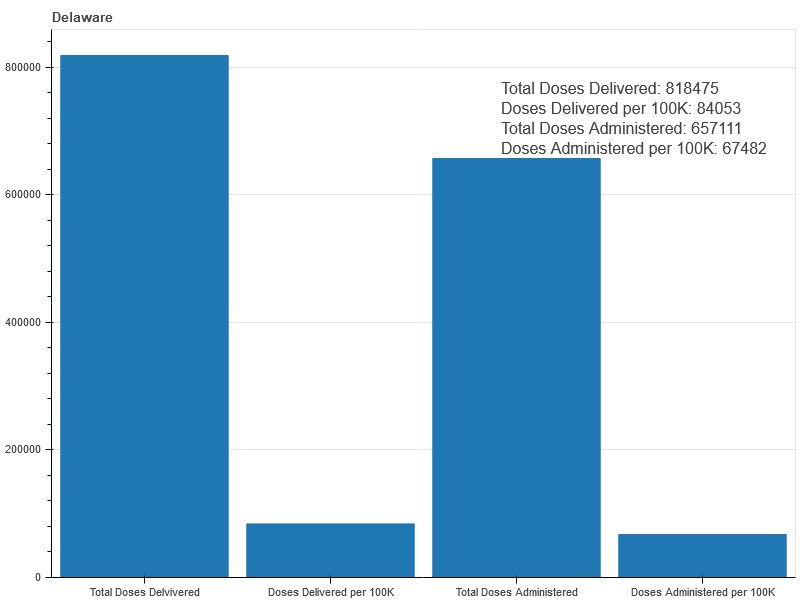 Delaware
800000
600000
400000
200000
0
Total Doses Delivered: 818475
Doses Delivered per 100K: 84053
Total Doses Administered: 657111
Doses Administered per 100K: 67482
Total Doses Delvivered
Doses Delivered per 100K
Total Doses Administered
Doses Administered per 100K